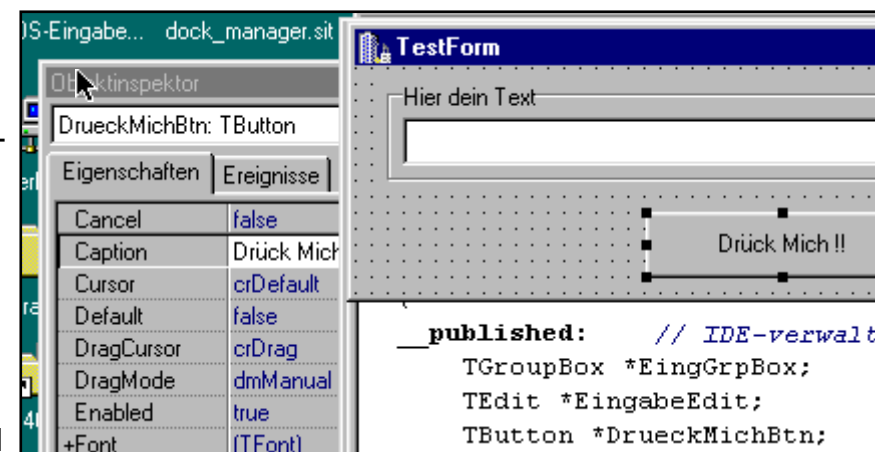 OS-Eingabe... dock_manager.sit
Objektinspektor
DrueckMichBtn: TButton
Eigenschaften Ereignisse
Cancel false
Caption Drück Mich
Cursor crDefault
Default false
DragCursor crDrag
DragMode dmManual
Enabled true
+Font (TFont)
TestForm
Hier dein Text
Drück Mich !!
__published: // IDE-verwalt
TGroupBox *EingGrpBox;
TEdit *EingabeEdit;
TButton *DrueckMichBtn;